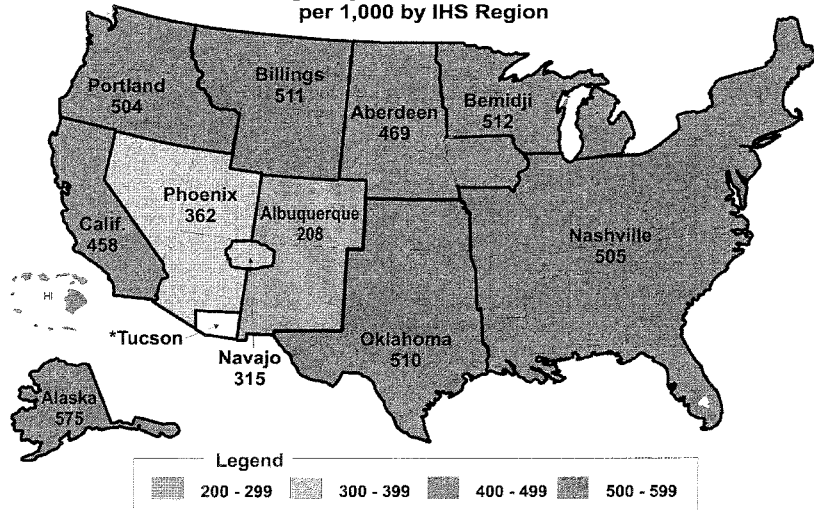 per 1,000 by IHS Region
Portland
504
Billings
511
Aberdeen
469
Bemidji
512
Phoenix
362
Albuquerque
208
Calif.
458
Nashville
505
HI
*Tucson
Navajo
315
Oklahoma
510
Alaska
575
Legend
200 - 299
300 - 399
400 - 499
500 - 599